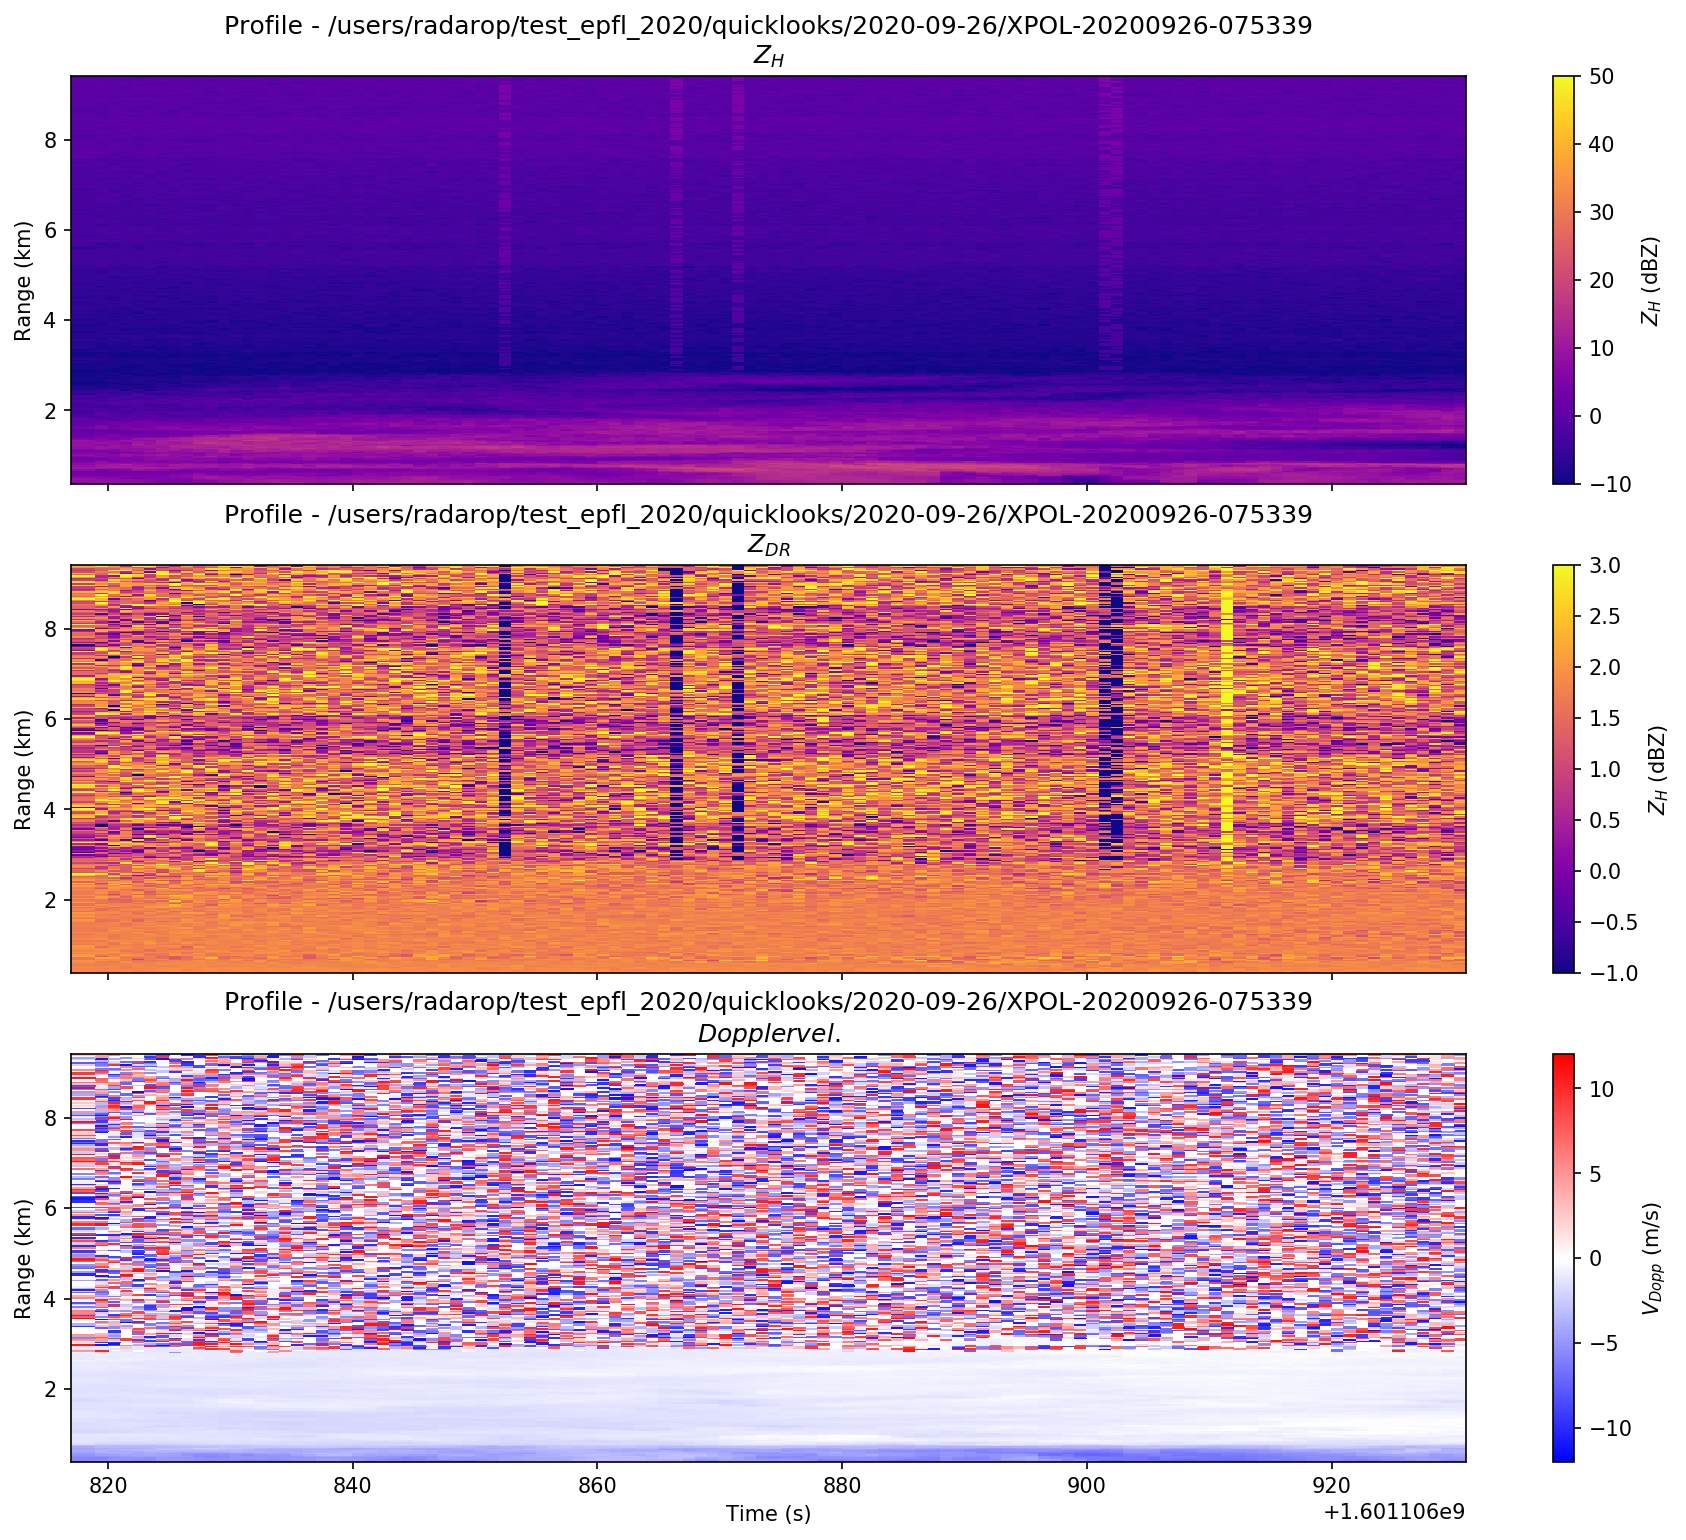 Profile - /users/radarop/test_epfl_2020/quicklooks/2020-09-26/XPOL-20200926-075339
Z_H
Range (km)
8
6
4
2
50
40
30
20
10
0
−10
Z_H (dBZ)
Profile - /users/radarop/test_epfl_2020/quicklooks/2020-09-26/XPOL-20200926-075339
Z_DR
Range (km)
8
6
4
2
3.0
2.5
2.0
1.5
1.0
0.5
0.0
−0.5
−1.0
Z_H (dBZ)
Profile - /users/radarop/test_epfl_2020/quicklooks/2020-09-26/XPOL-20200926-075339
Dopplervel.
Range (km)
8
6
4
2
10
5
0
−5
−10
V_Dopp (m/s)
820 840 860 880 900 920
Time (s)
+1.601106e9